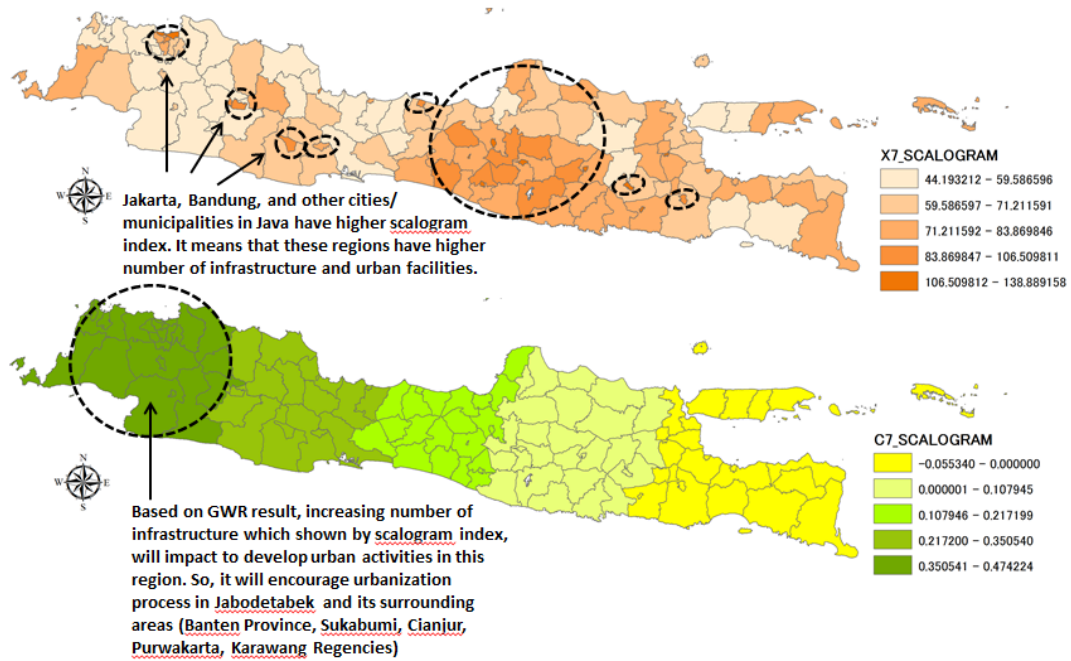 N
W E
S
Jakarta, Bandung, and other cities/
municipalities in Java have higher scalogram
index. It means that these regions have higher
number of infrastructure and urban facilities.
X7_SCALOGRAM
44.193212 – 59.586596
59.586597 – 71.211591
71.211592 – 83.869846
83.869847 – 106.509811
106.509812 – 138.889158
N
W E
S
Based on GWR result, increasing number of
infrastructure which shown by scalogram index,
will impact to develop urban activities in this
region. So, it will encourage urbanization
process in Jabodetabek and its surrounding
areas (Banten Province, Sukabumi, Cianjur,
Purwakarta, Karawang Regencies)
C7_SCALOGRAM
-0.055340 – 0.000000
0.000001 – 0.107945
0.107946 – 0.217199
0.217200 – 0.350540
0.350541 – 0.474224